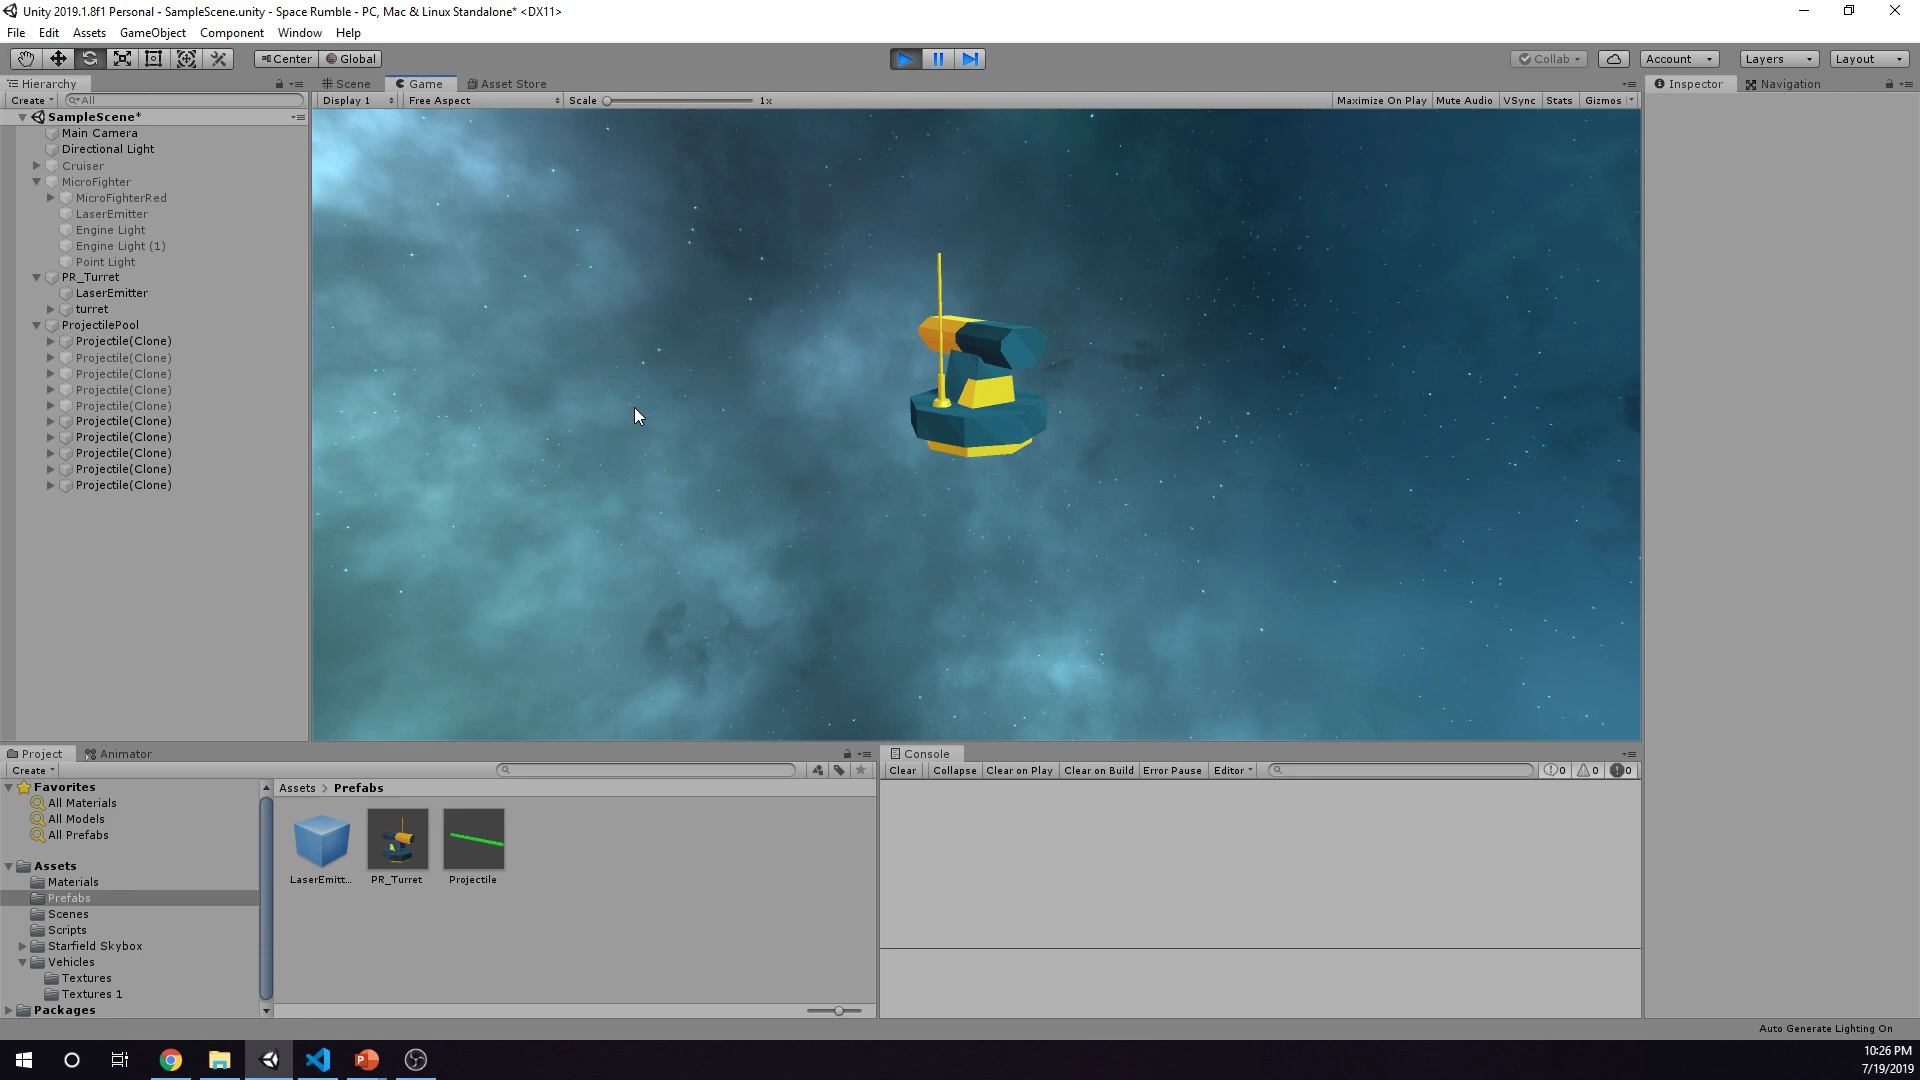 Unity 2019.1.8f1 Personal - SampleScene.unity - Space Rumble - PC, Mac & Linux Standalone* <DX11>
File Edit Assets GameObject Component Window Help
Center Global Collab Account Layers Layout
Hierarchy Scene Game Asset Store Inspector Navigation
Create All Display 1 Free Aspect Scale 1x Maximize On Play Mute Audio VSync Stats Gizmos
SampleScene*
Main Camera
Directional Light
Cruiser
MicroFighter
MicroFighterRed
LaserEmitter
Engine Light
Engine Light (1)
Point Light
PR_Turret
LaserEmitter
turret
ProjectilePool
Projectile(Clone)
Projectile(Clone)
Projectile(Clone)
Projectile(Clone)
Projectile(Clone)
Projectile(Clone)
Projectile(Clone)
Projectile(Clone)
Projectile(Clone)
Projectile(Clone)
Project Animator Console
Create Clear Collapse Clear on Play Clear on Build Error Pause Editor 0 0 0
Favorites
All Materials
All Models
All Prefabs
Assets
Materials
Prefabs
Scenes
Scripts
Starfield Skybox
Vehicles
Textures
Textures 1
Packages
Assets > Prefabs
LaserEmitt... PR_Turret Projectile
Auto Generate Lighting On
10:26 PM
7/19/2019